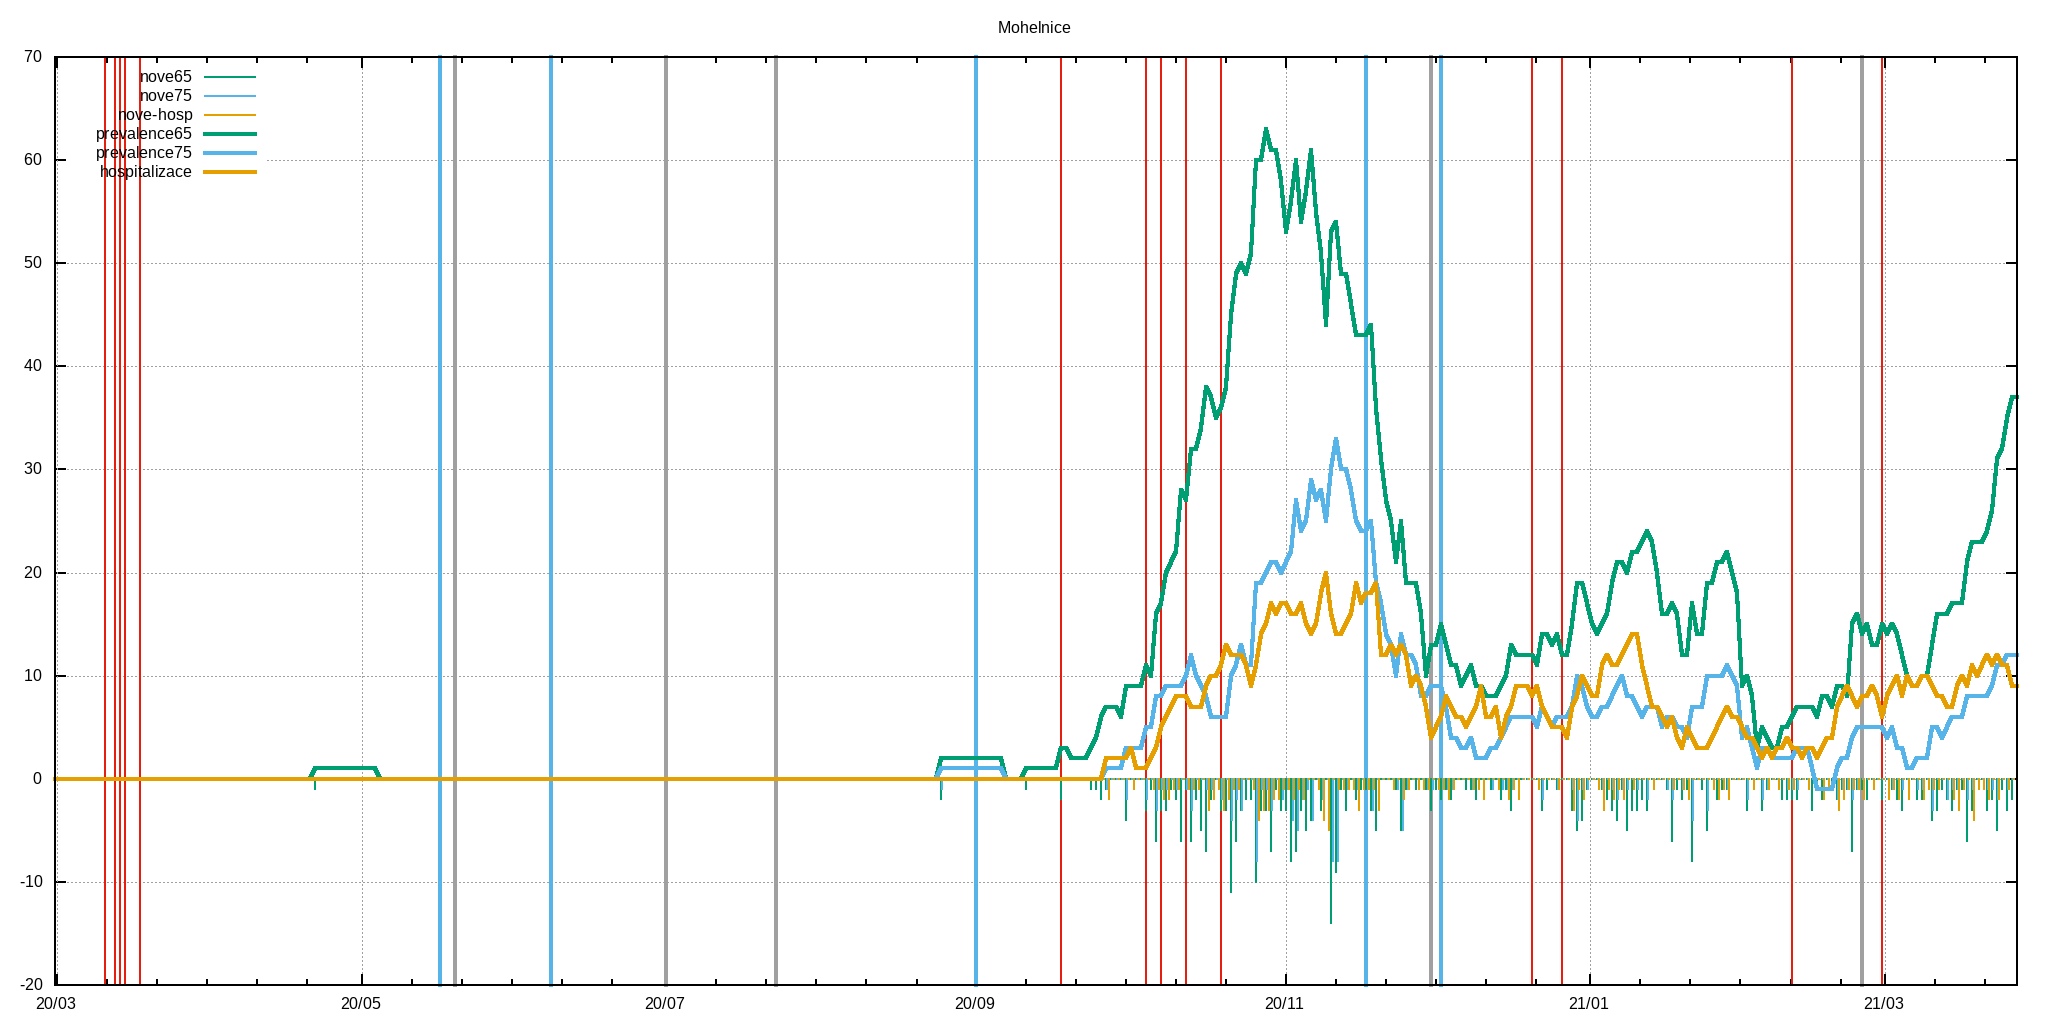 Mohelnice
70
60
50
40
30
20
10
0
-10
-20
nove65
nove75
nove-hosp
prevalence65
prevalence75
hospitalizace
20/03 20/05 20/07 20/09 20/11 21/01 21/03